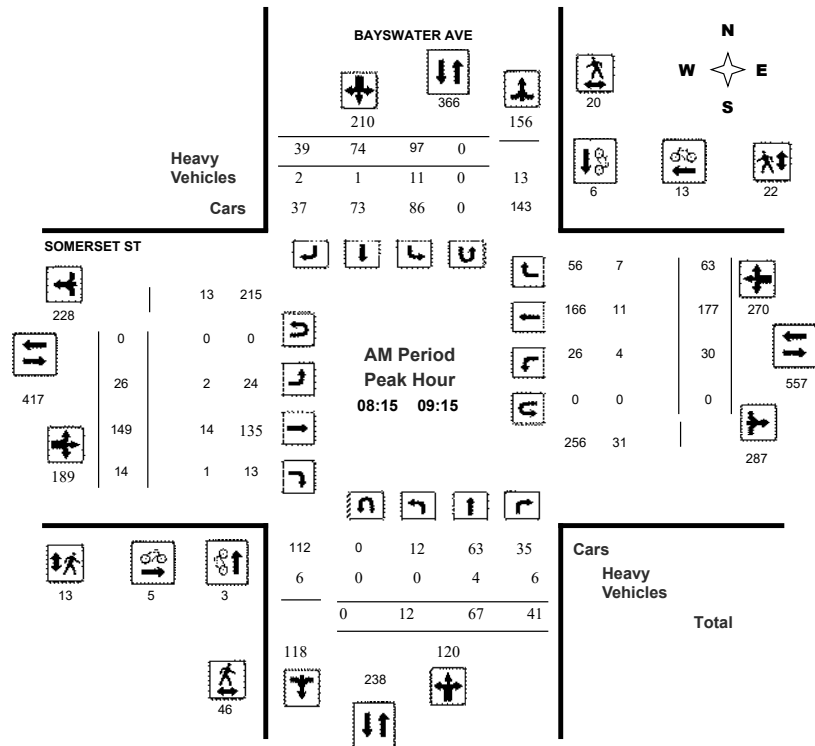 BAYSWATER AVE
N
W E
S
366
20
210 156
39 74 97 0
Heavy
Vehicles
2 1 11 0 13
Cars
37 73 86 0 143
6 13 22
SOMERSET ST
228
13 215
56 7 63
270
0 0 0
166 11 177
417
26 2 24
AM Period
Peak Hour
08:15 09:15
26 4 30
557
149 14 135
0 0 0
189
14 1 13
256 31
287
112 0 12 63 35
Cars
6 0 0 4 6
Heavy
Vehicles
0 12 67 41
Total
13 5 3
118 120
238
46